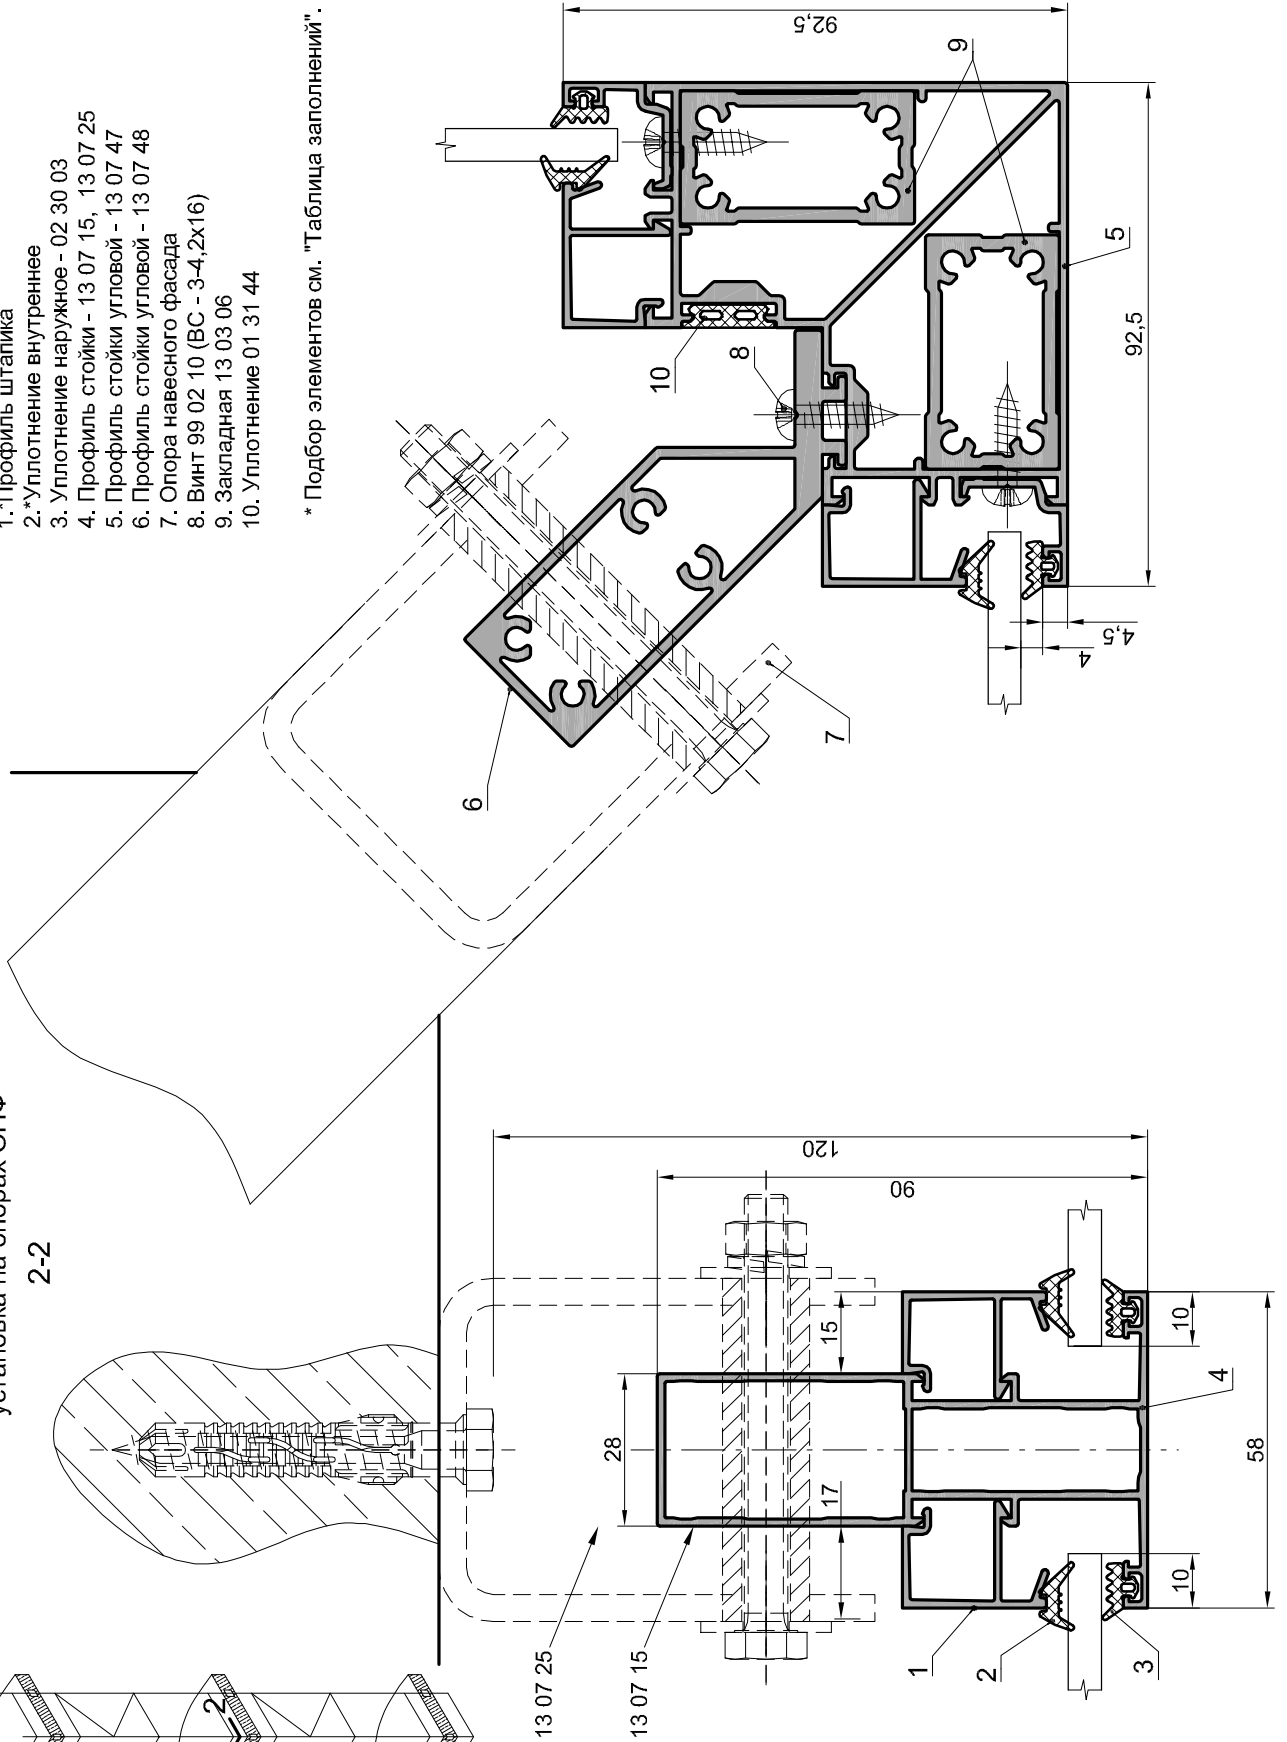 установка на опорах ОНФ
2-2
1.*Профиль штапика
2.*Уплотнение внутреннее
3. Уплотнение наружное - 02 30 03
4. Профиль стойки - 13 07 15, 13 07 25
5. Профиль стойки угловой - 13 07 47
6. Профиль стойки угловой - 13 07 48
7. Опора навесного фасада
8. Винт 99 02 10 (ВС - 3-4,2х16)
9. Закладная 13 03 06
10. Уплотнение 01 31 44
* Подбор элементов см. "Таблица заполнений".
2
13 07 25
13 07 15
28
15
17
90
120
10
10
58
1
2
3
4
6
7
10
8
9
5
92,5
92,5
4,5
4